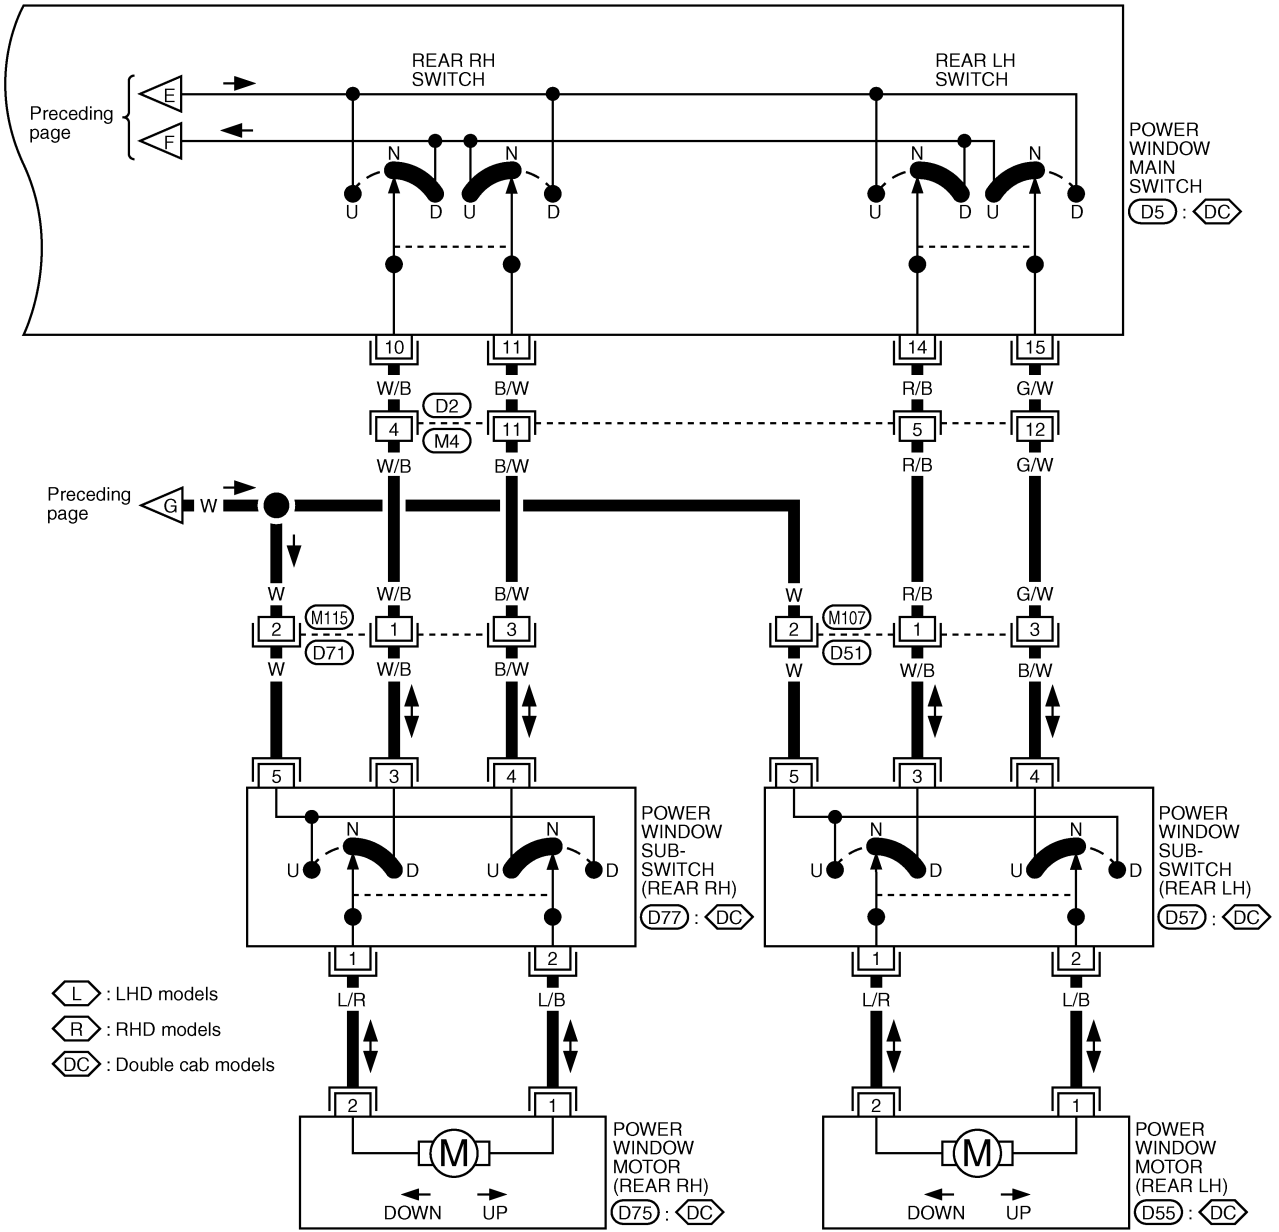 REAR RH
SWITCH
REAR LH
SWITCH
Preceding
page
E
F
N
N
N
N
U
D
U
D
U
D
U
D
POWER
WINDOW
MAIN
SWITCH
D5 : DC
10
11
14
15
W/B
B/W
R/B
G/W
D2
4
11
5
12
M4
W/B
B/W
R/B
G/W
Preceding
page
G
W
W
W/B
B/W
W
R/B
G/W
M115
M107
2
1
3
2
1
3
D71
D51
W
W/B
B/W
W
W/B
B/W
5
3
4
5
3
4
N
N
N
N
U
D
U
D
U
D
U
D
POWER
WINDOW
SUB-
SWITCH
(REAR RH)
D77 : DC
POWER
WINDOW
SUB-
SWITCH
(REAR LH)
D57 : DC
1
2
1
2
L/R
L/B
L/R
L/B
L : LHD models
R : RHD models
DC : Double cab models
2
1
2
1
M
M
DOWN
UP
DOWN
UP
POWER
WINDOW
MOTOR
(REAR RH)
D75 : DC
POWER
WINDOW
MOTOR
(REAR LH)
D55 : DC